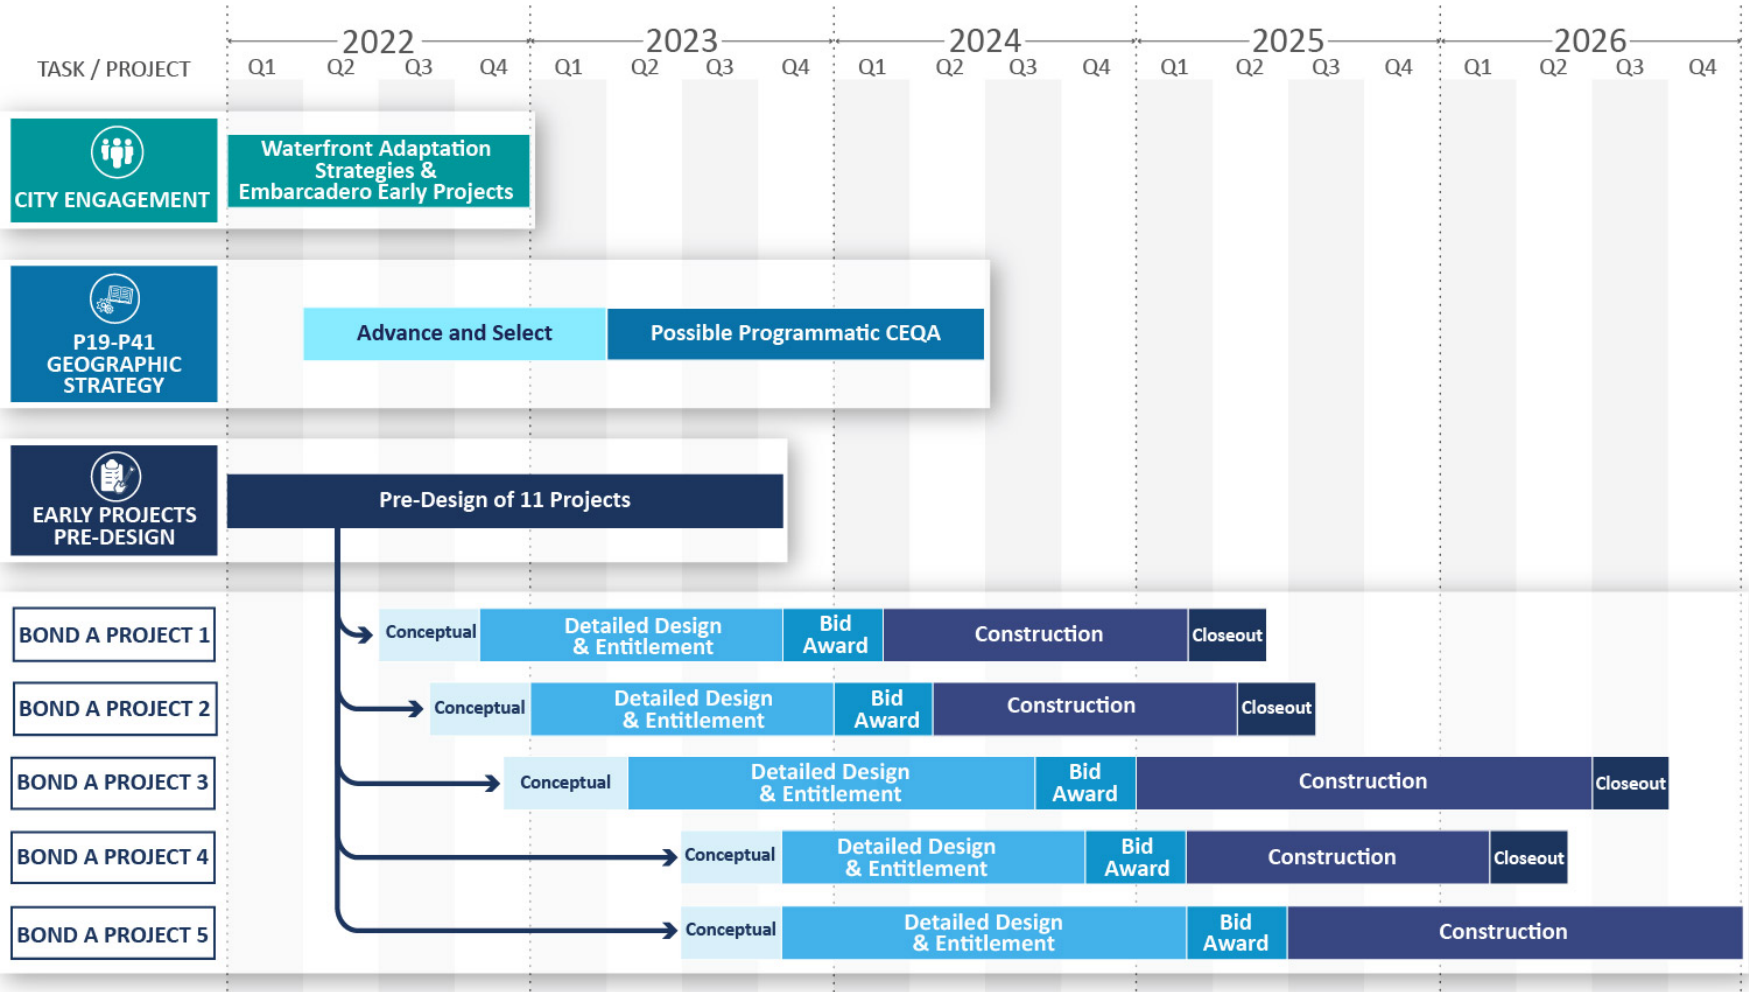 2022
2023
2024
2025
2026
TASK / PROJECT
Q1
Q2
Q3
Q4
Q1
Q2
Q3
Q4
Q1
Q2
Q3
Q4
Q1
Q2
Q3
Q4
Q1
Q2
Q3
Q4
CITY ENGAGEMENT
Waterfront Adaptation
Strategies &
Embarcadero Early Projects
P19-P41
GEOGRAPHIC
STRATEGY
Advance and Select
Possible Programmatic CEQA
EARLY PROJECTS
PRE-DESIGN
Pre-Design of 11 Projects
BOND A PROJECT 1
Conceptual
Detailed Design
& Entitlement
Bid
Award
Construction
Closeout
BOND A PROJECT 2
Conceptual
Detailed Design
& Entitlement
Bid
Award
Construction
Closeout
BOND A PROJECT 3
Conceptual
Detailed Design
& Entitlement
Bid
Award
Construction
Closeout
BOND A PROJECT 4
Conceptual
Detailed Design
& Entitlement
Bid
Award
Construction
Closeout
BOND A PROJECT 5
Conceptual
Detailed Design
& Entitlement
Bid
Award
Construction